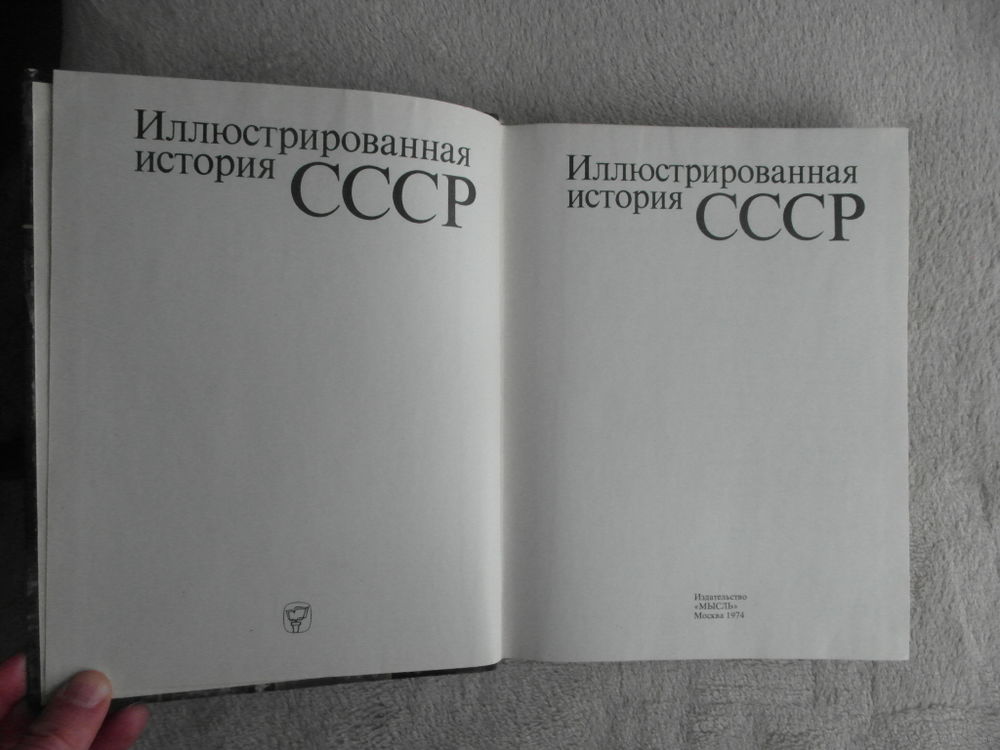 Иллюстрированная
история СССР
Иллюстрированная
история СССР
Издательство
«МЫСЛЬ»
Москва 1974